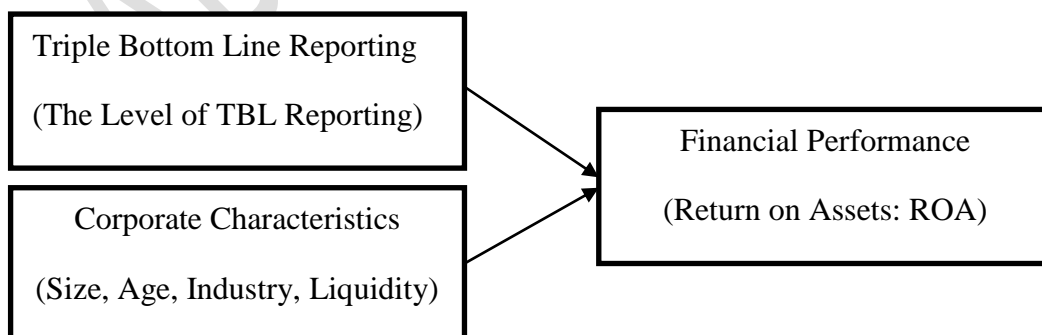 Triple Bottom Line Reporting
(The Level of TBL Reporting)
Corporate Characteristics
(Size, Age, Industry, Liquidity)
Financial Performance
(Return on Assets: ROA)